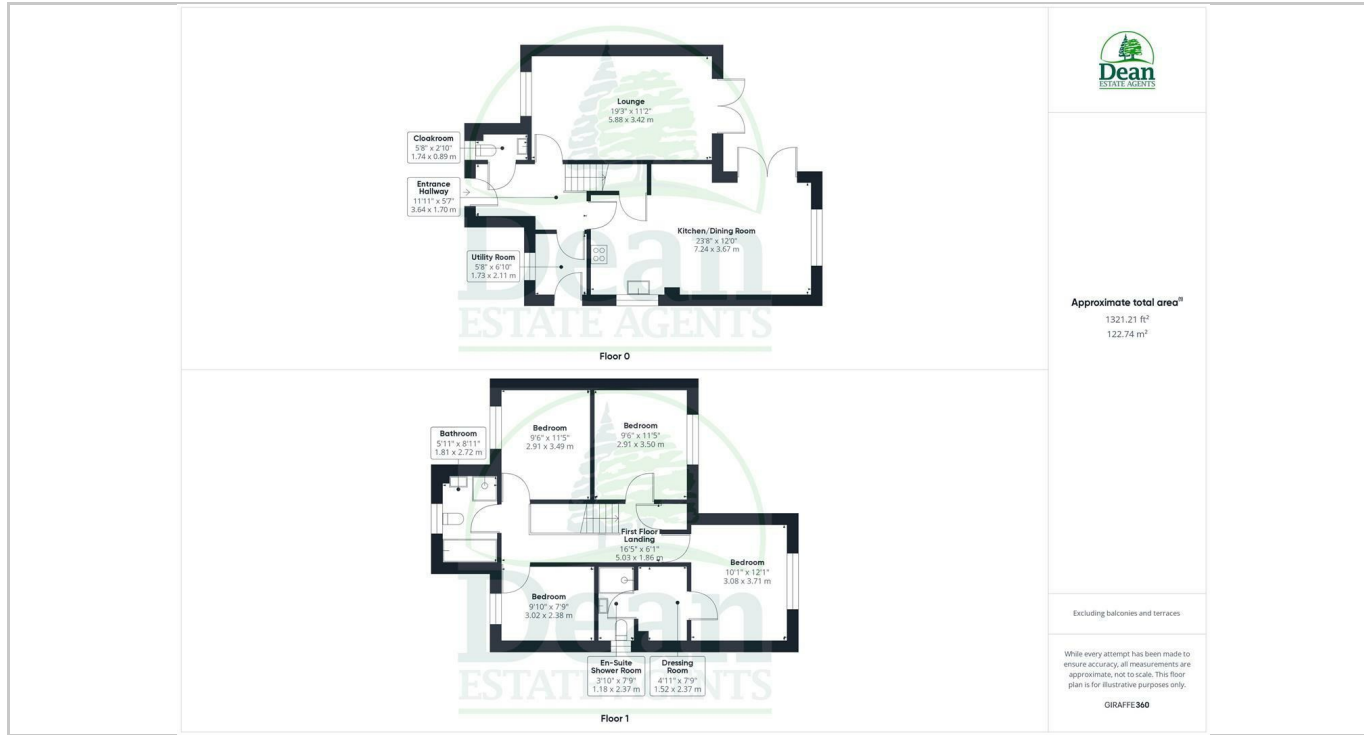 Lounge
19'3" x 11'2"
5.88 x 3.42 m
Cloakroom
5'8" x 2'10"
1.74 x 0.89 m
Entrance
Hallway
11'11" x 5'7"
3.64 x 1.70 m
Kitchen/Dining Room
23'8" x 12'0"
7.24 x 3.67 m
Utility Room
5'8" x 6'10"
1.73 x 2.11 m
Dean
ESTATE AGENTS
Floor 0
Bedroom
9'6" x 11'5"
2.91 x 3.49 m
Bedroom
9'6" x 11'5"
2.91 x 3.50 m
Bathroom
5'11" x 8'11"
1.81 x 2.72 m
First Floor
Landing
16'5" x 6'1"
5.03 x 1.86 m
Bedroom
10'1" x 12'1"
3.08 x 3.71 m
Bedroom
9'10" x 7'9"
3.02 x 2.38 m
En-Suite
Shower Room
3'10" x 7'9"
1.18 x 2.37 m
Dressing
Room
4'11" x 7'9"
1.52 x 2.37 m
Dean
ESTATE AGENTS
Floor 1
Dean
ESTATE AGENTS
Approximate total area⁽¹⁾
1321.21 ft²
122.74 m²
Excluding balconies and terraces
While every attempt has been made to
ensure accuracy, all measurements are
approximate, not to scale. This floor
plan is for illustrative purposes only.
GIRAFFE360